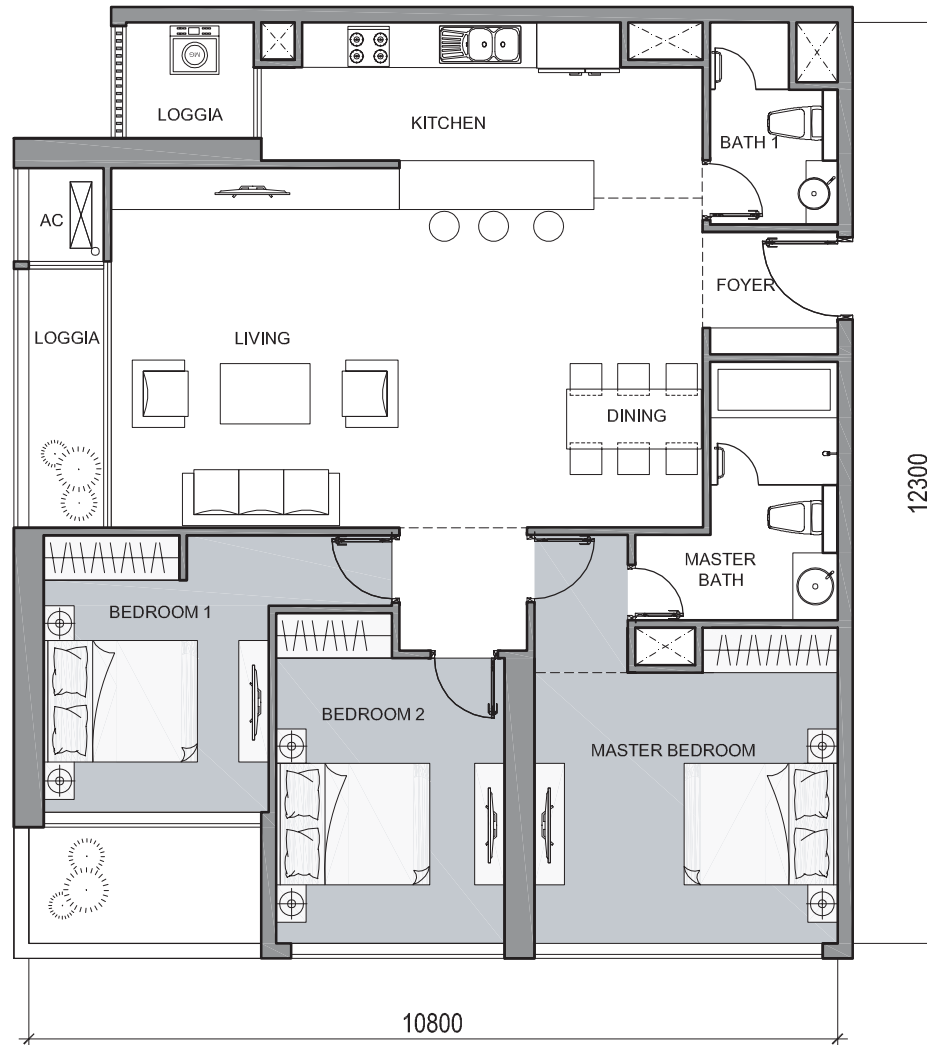 LOGGIA
KITCHEN
BATH 1
AC
FOYER
LOGGIA
LIVING
DINING
12300
MASTER
BATH
BEDROOM 1
BEDROOM 2
MASTER BEDROOM
10800